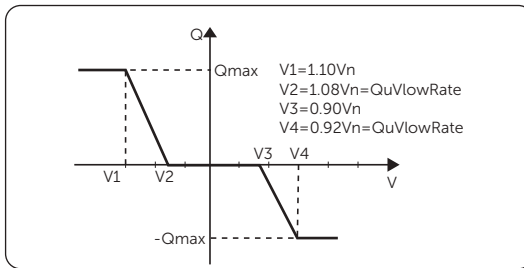 Q
Qmax
V1=1.10Vn
V2=1.08Vn=QuVlowRate
V3=0.90Vn
V4=0.92Vn=QuVlowRate
V1 V2 V3 V4
V
-Qmax